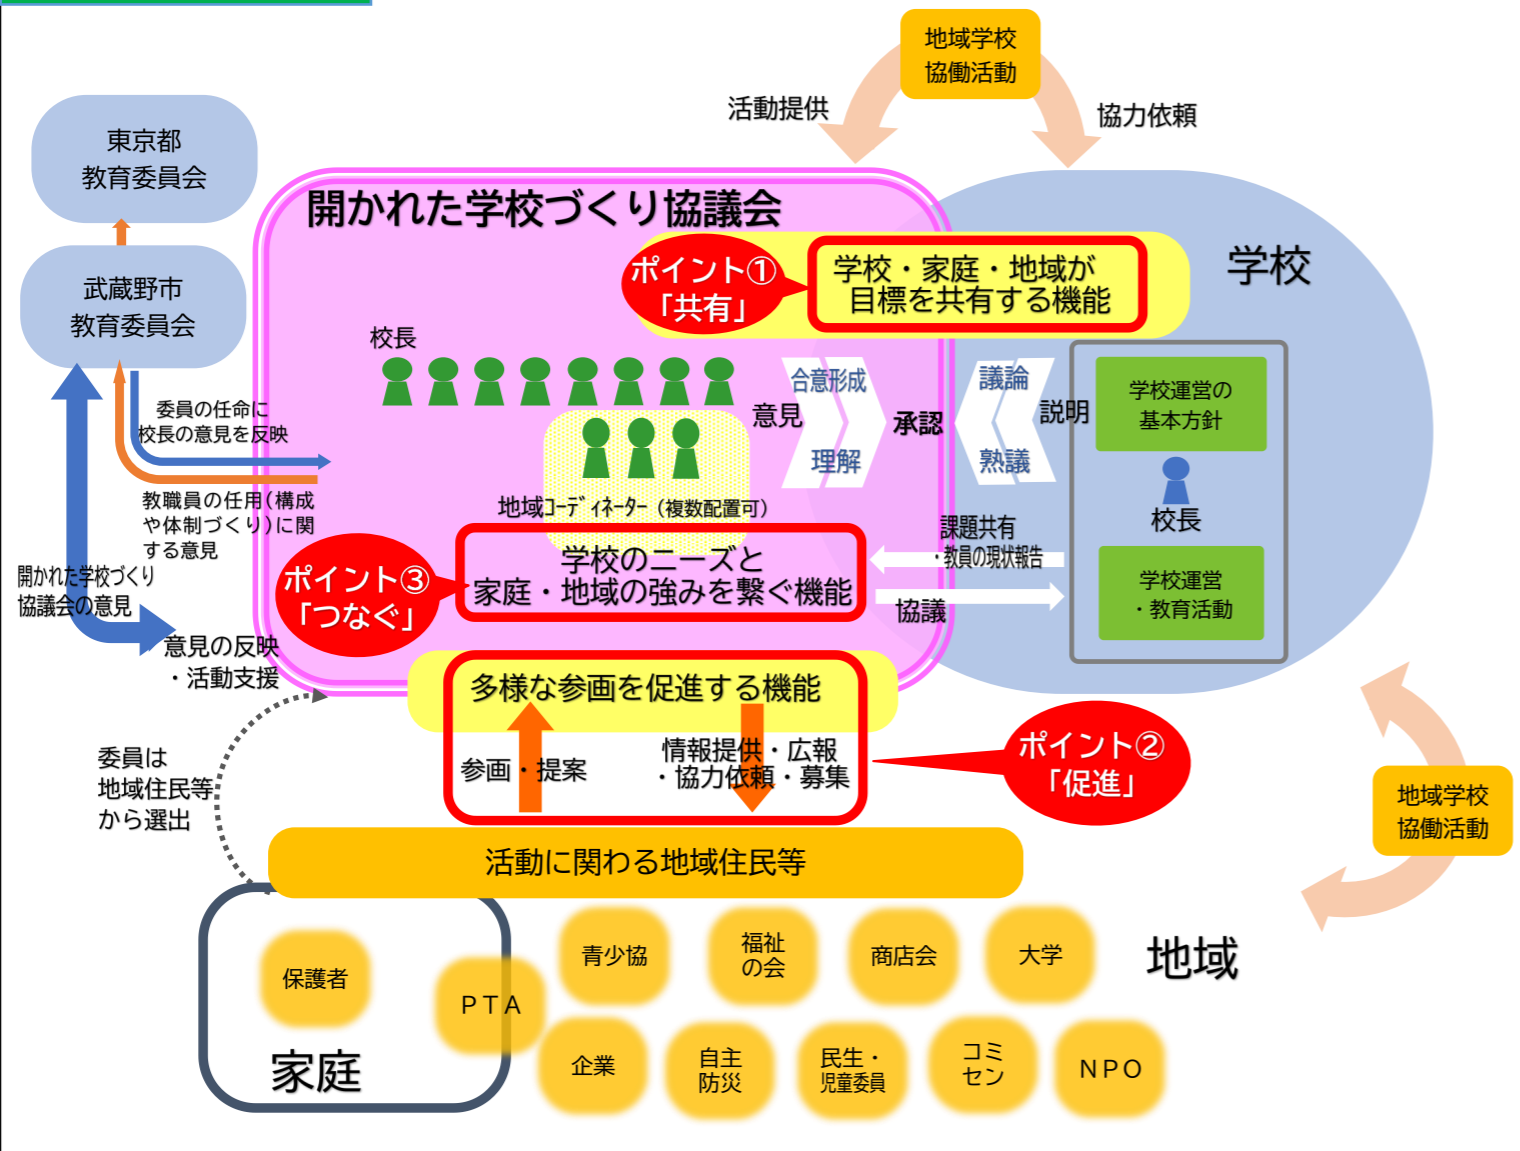 地域学校
協働活動
活動提供
協力依頼
東京都
教育委員会
武蔵野市
教育委員会
開かれた学校づくり協議会
ポイント①
「共有」
学校・家庭・地域が
目標を共有する機能
学校
校長
合意形成
意見
理解
承認
議論
説明
熟議
学校運営の
基本方針
校長
学校運営
・教育活動
委員の任命に
校長の意見を反映
教職員の任用(構成
や体制づくり)に関
する意見
地域ｺｰﾃﾞｨﾈｰﾀｰ（複数配置可）
課題共有
・教員の現状報告
協議
ポイント③
「つなぐ」
学校のニーズと
家庭・地域の強みを繋ぐ機能
開かれた学校づくり
協議会の意見
意見の反映
・活動支援
多様な参画を促進する機能
参画・提案
情報提供・広報
・協力依頼・募集
ポイント②
「促進」
委員は
地域住民等
から選出
地域学校
協働活動
活動に関わる地域住民等
保護者
ＰＴＡ
家庭
青少協
福祉
の会
商店会
大学
地域
企業
自主
防災
民生・
児童委員
コミ
セン
ＮＰＯ